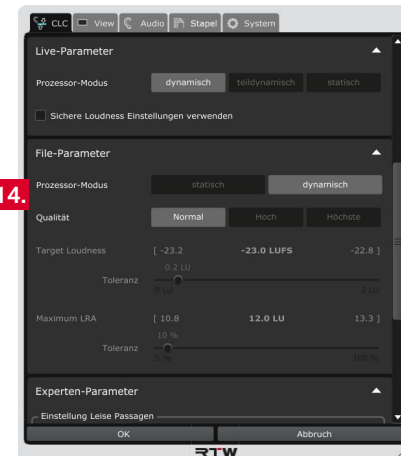 CLC View Audio Stapel System
Live-Parameter
Prozessor-Modus dynamisch teildynamisch statisch
Sichere Loudness Einstellungen verwenden
File-Parameter
14.
Prozessor-Modus statisch dynamisch
Qualität Normal Hoch Höchste
Target Loudness [ -23.2 -23.0 LUFS -22.8 ]
0.2 LU
Toleranz
0 LU 2 LU
Maximum LRA [ 10.8 12.0 LU 13.3 ]
10 %
Toleranz
5 % 100 %
Experten-Parameter
Einstellung Leise Passagen
OK Abbruch
RTW